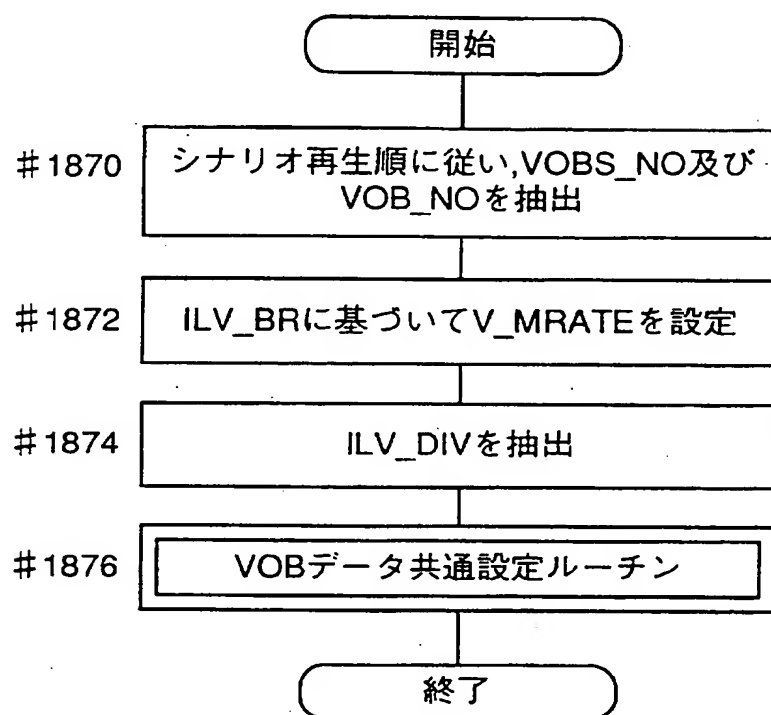 開始
#1870
シナリオ再生順に従い,VOBS_NO及び
VOB_NOを抽出
#1872
ILV_BRに基づいてV_MRATEを設定
#1874
ILV_DIVを抽出
#1876
VOBデータ共通設定ルーチン
終了